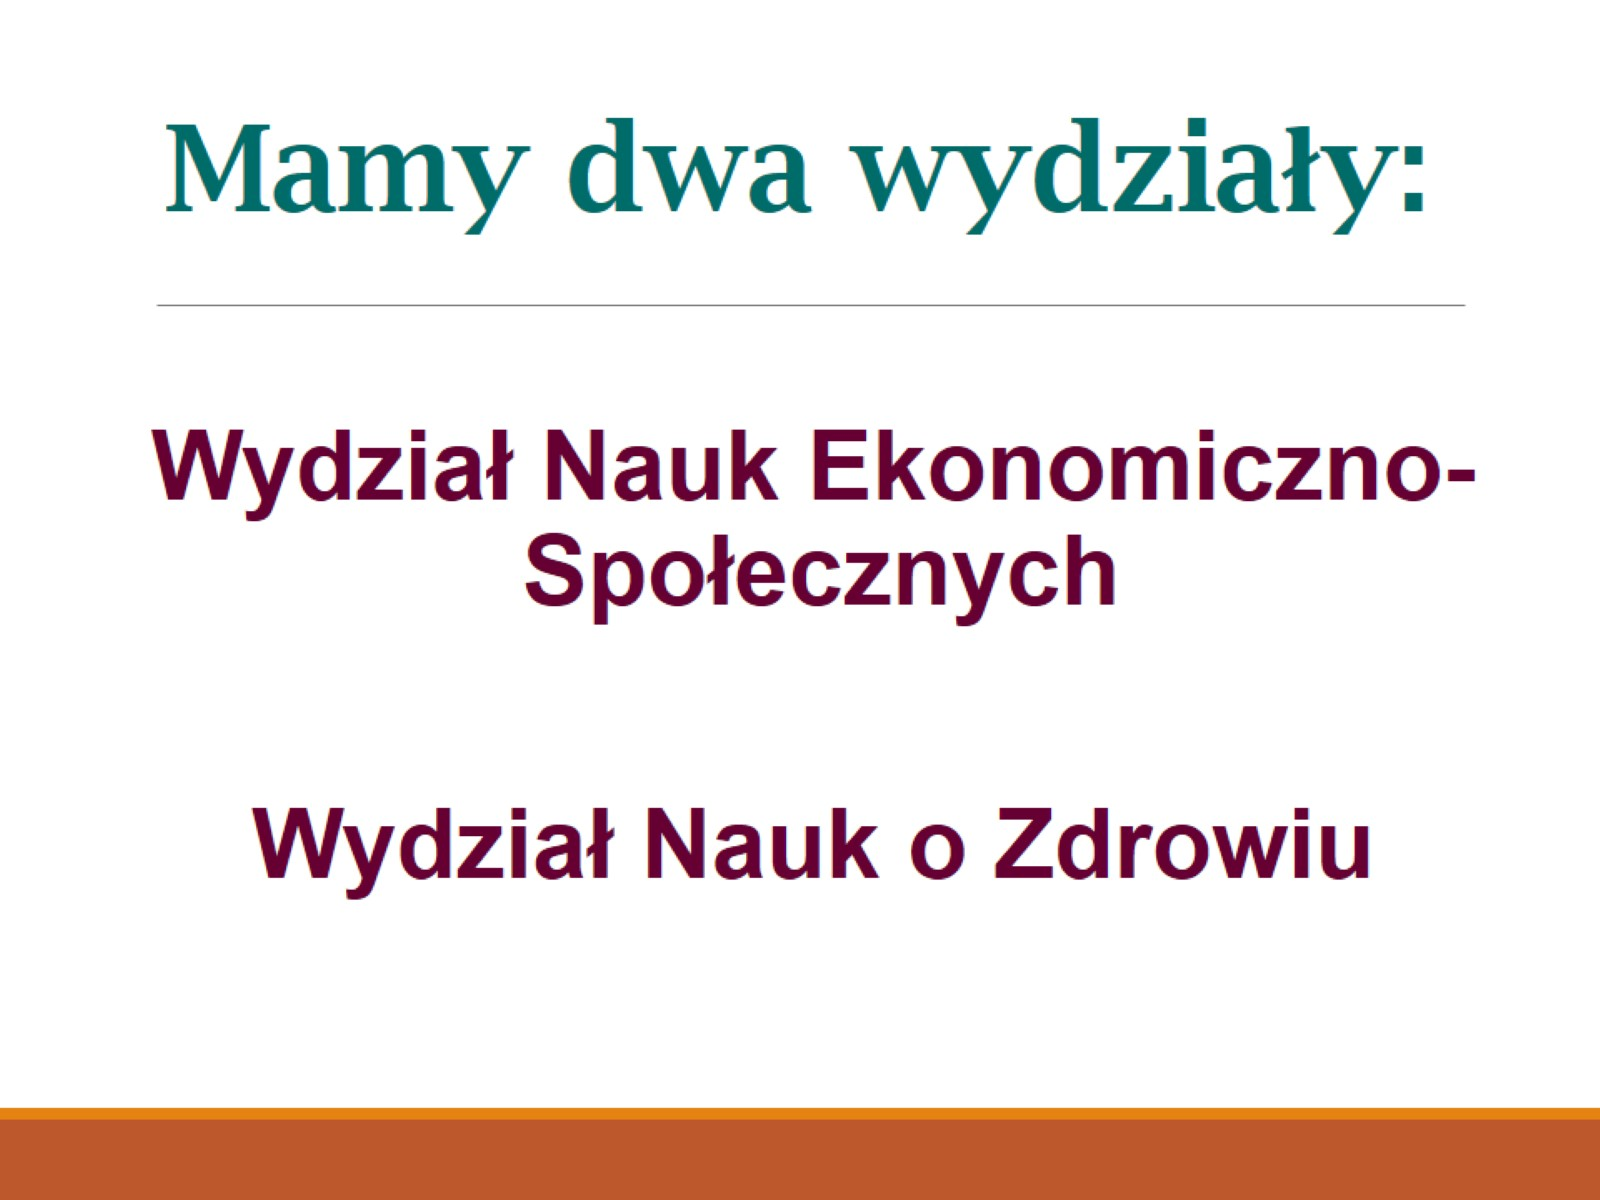 Mamy dwa wydziały:
Wydział Nauk Ekonomiczno-
Społecznych
Wydział Nauk o Zdrowiu